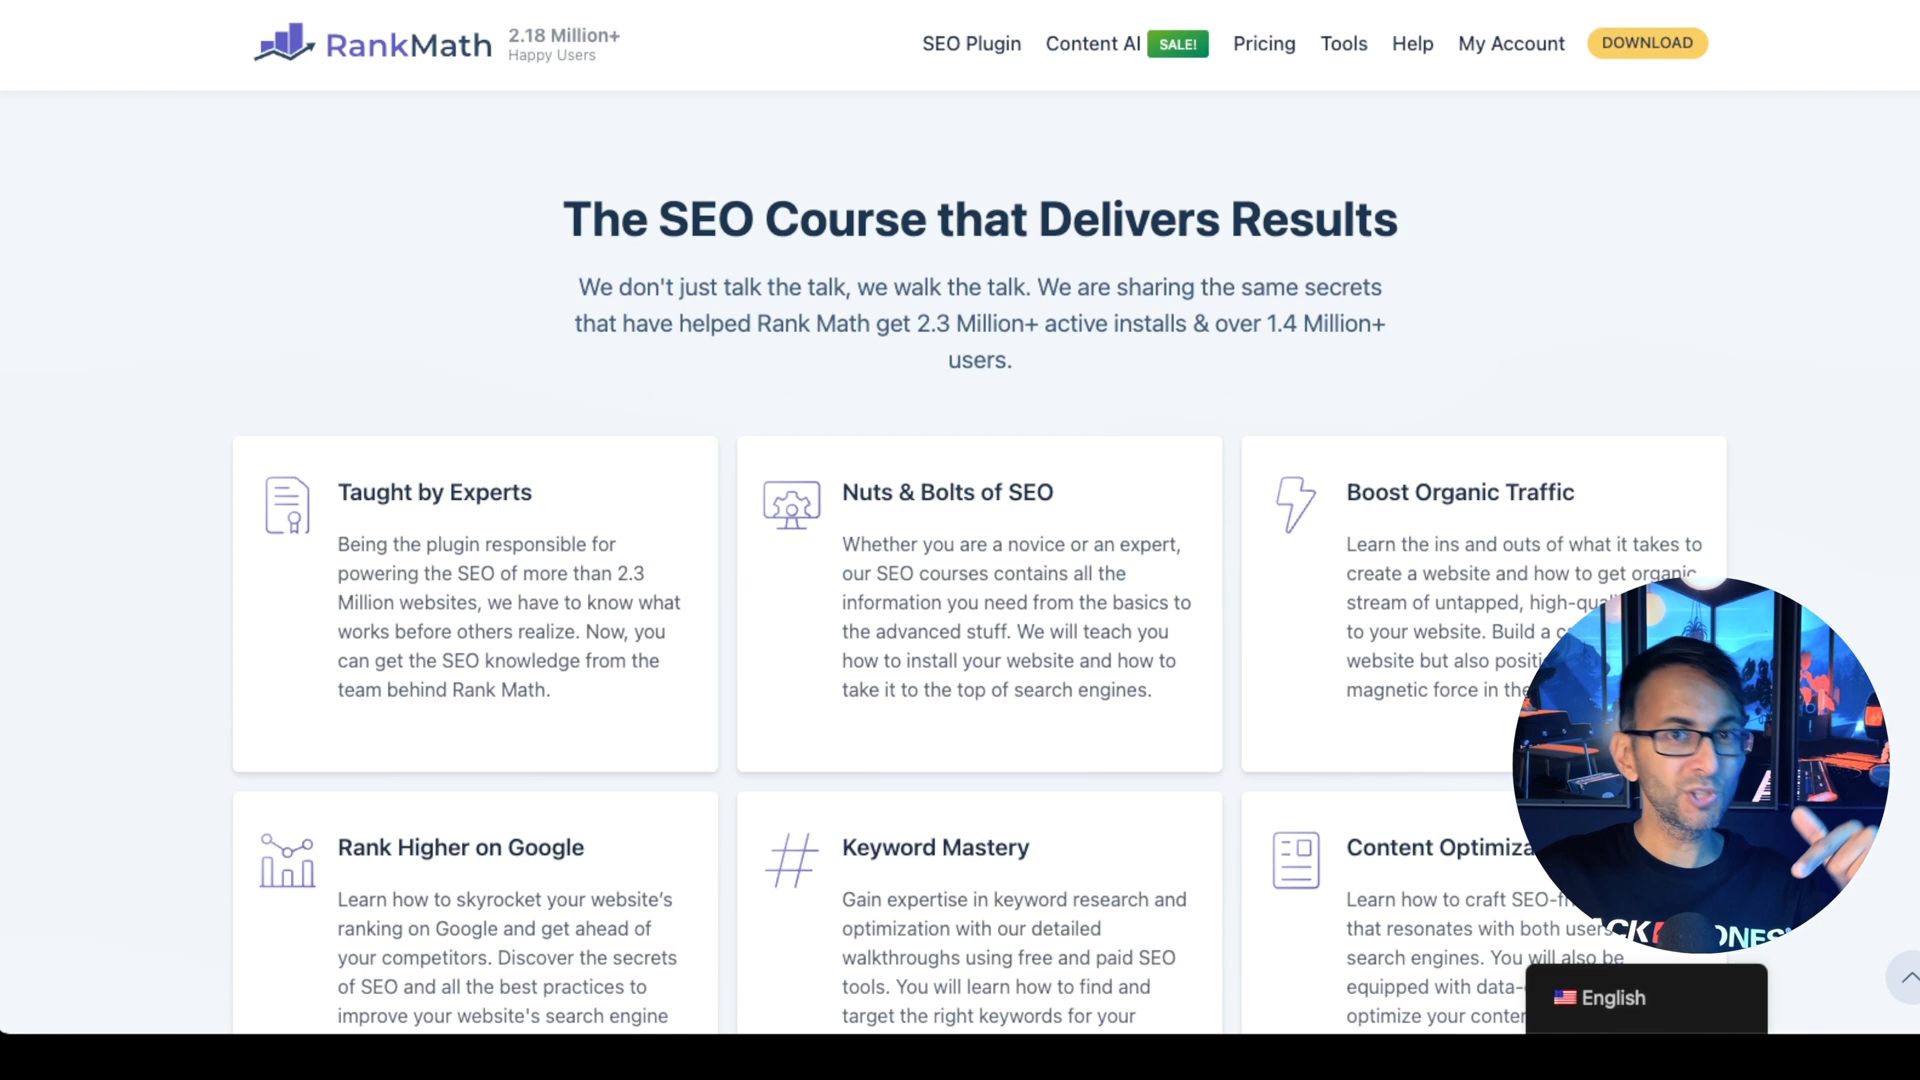 RankMath
2.18 Million+
Happy Users
SEO Plugin
Content AI
SALE!
Pricing
Tools
Help
My Account
DOWNLOAD
The SEO Course that Delivers Results
We don't just talk the talk, we walk the talk. We are sharing the same secrets
that have helped Rank Math get 2.3 Million+ active installs & over 1.4 Million+
users.
Taught by Experts
Being the plugin responsible for
powering the SEO of more than 2.3
Million websites, we have to know what
works before others realize. Now, you
can get the SEO knowledge from the
team behind Rank Math.
Nuts & Bolts of SEO
Whether you are a novice or an expert,
our SEO courses contains all the
information you need from the basics to
the advanced stuff. We will teach you
how to install your website and how to
take it to the top of search engines.
Boost Organic Traffic
Learn the ins and outs of what it takes to
create a website and how to get organic
stream of untapped,
to your website. Build a
website but also
magnetic force in the
Rank Higher on Google
Learn how to skyrocket your website’s
ranking on Google and get ahead of
your competitors. Discover the secrets
of SEO and all the best practices to
improve your website's search engine
Keyword Mastery
Gain expertise in keyword research and
optimization with our detailed
walkthroughs using free and paid SEO
tools. You will learn how to find and
target the right keywords for your
Content
Learn how to craft
that resonates with both users
search engines. You will also be
equipped with
optimize your
English